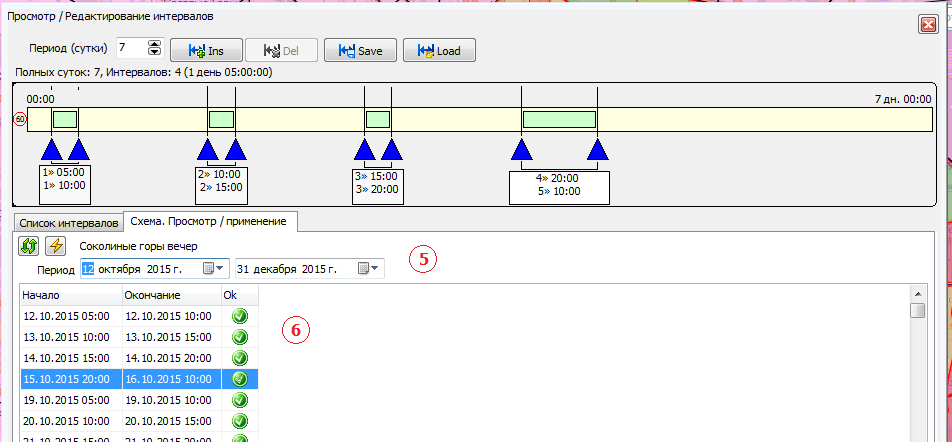 Просмотр / Редактирование интервалов
Период (сутки) 7 Ins Del Save Load
Полных суток: 7, Интервалов: 4 (1 день 05:00:00)
00:00 7 дн. 00:00
60
1» 05:00
1» 10:00
2» 10:00
2» 15:00
3» 15:00
3» 20:00
4» 20:00
5» 10:00
Список интервалов Схема. Просмотр / применение
Соколиные горы вечер
Период 12 октября 2015 г. 31 декабря 2015 г.
5
Начало Окончание Ok
12.10.2015 05:00 12.10.2015 10:00
13.10.2015 10:00 13.10.2015 15:00
6
14.10.2015 15:00 14.10.2015 20:00
15.10.2015 20:00 16.10.2015 10:00
19.10.2015 05:00 19.10.2015 10:00
20.10.2015 10:00 20.10.2015 15:00
21.10.2015 15:00 21.10.2015 20:00